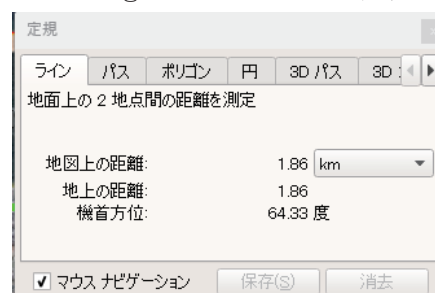 定規
ライン パス ポリゴン 円 3D パス 3D
地面上の 2 地点間の距離を測定
地図上の距離: 1.86 km
地上の距離: 1.86
機首方位: 64.33 度
マウス ナビゲーション 保存(S) 消去